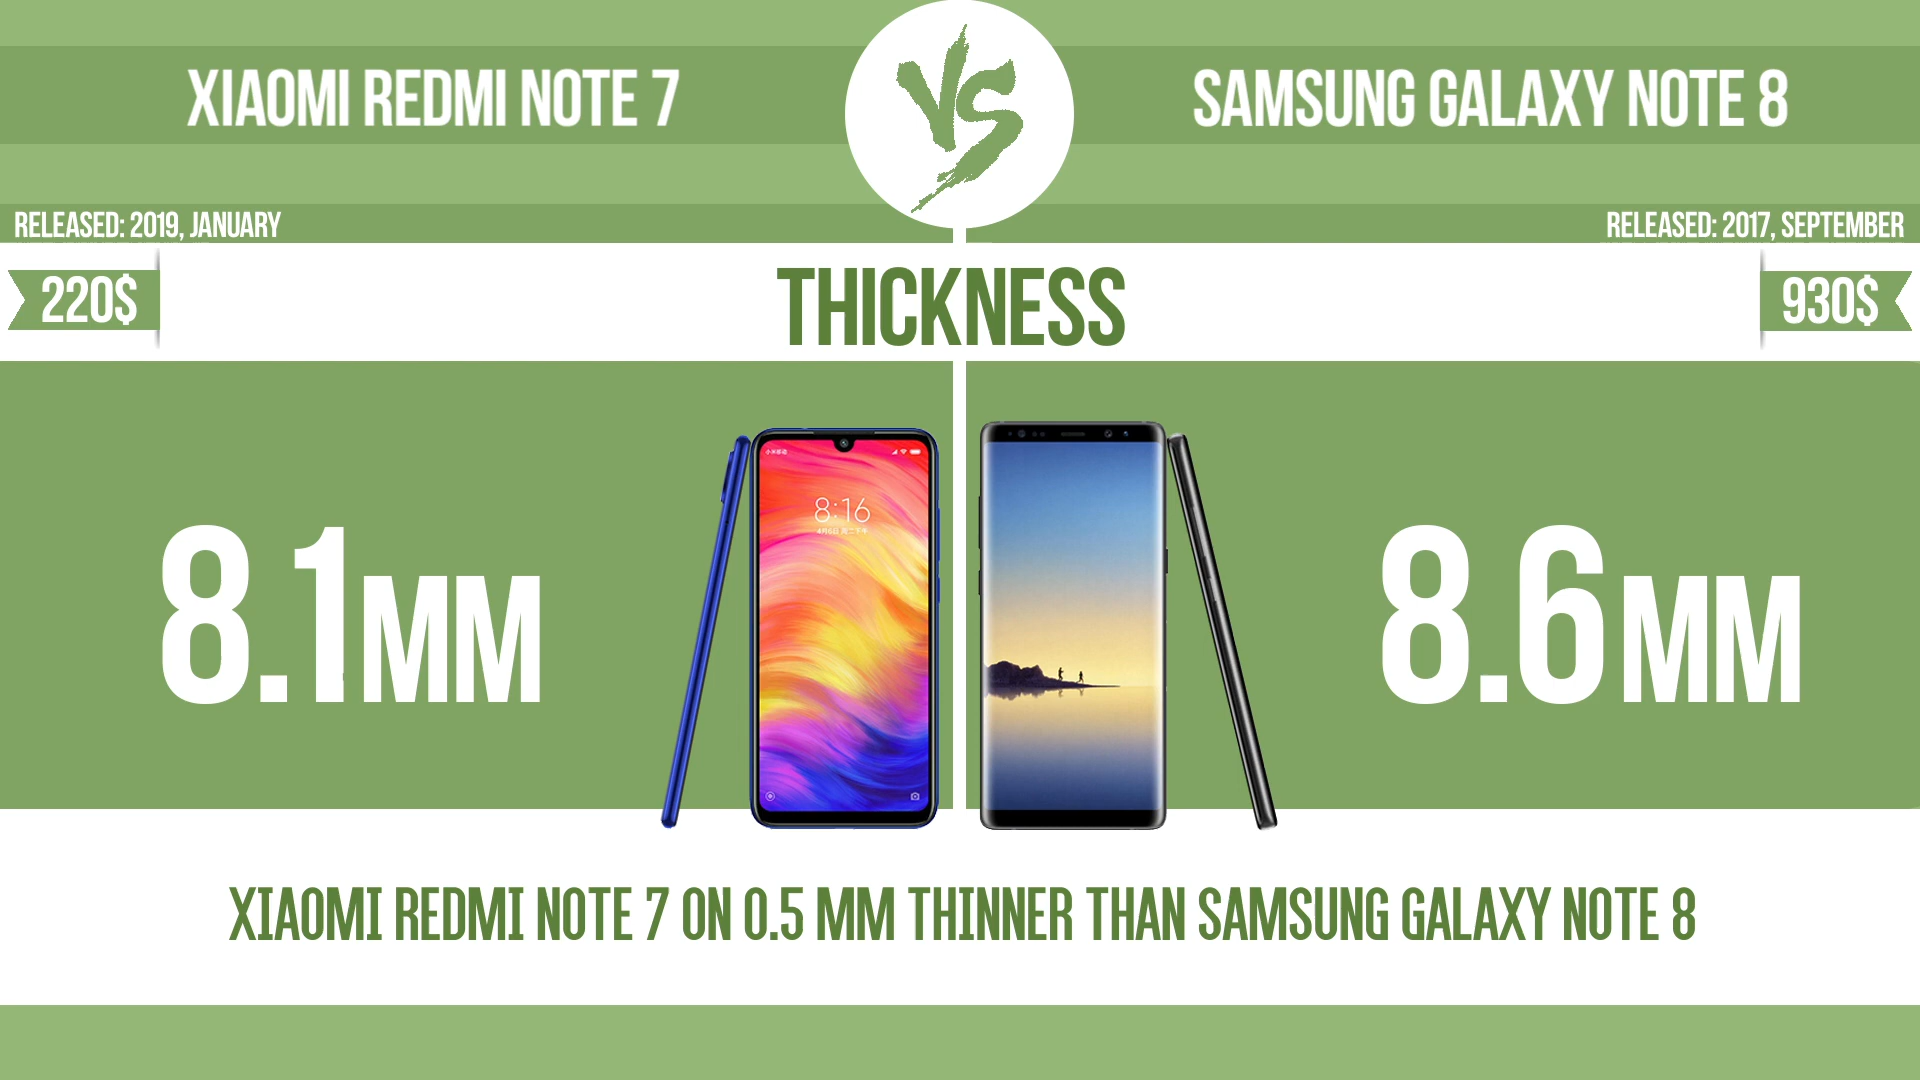 XIAOMI REDMI NOTE 7
VS
SAMSUNG GALAXY NOTE 8
RELEASED: 2019, JANUARY
RELEASED: 2017, SEPTEMBER
220$
THICKNESS
930$
8:16
8.1MM
8.6MM
XIAOMI REDMI NOTE 7 ON 0.5 MM THINNER THAN SAMSUNG GALAXY NOTE 8